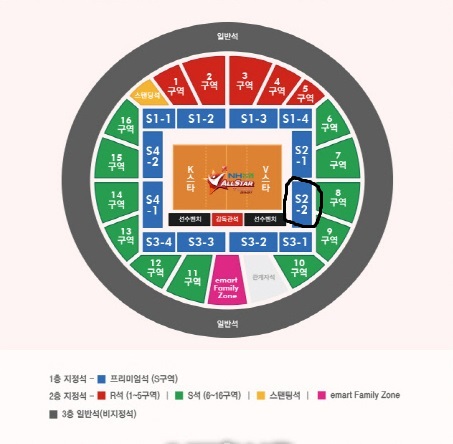 일반석
스탠딩석
1
구역
2
구역
3
구역
4
구역
5
구역
16
구역
S1-1
S1-2
S1-3
S1-4
6
구역
15
구역
S4
-2
S2
-1
7
구역
K스타
NH농협
ALLSTAR
V스타
14
구역
S4
-1
S2
-2
8
구역
선수벤치
감독관석
선수벤치
13
구역
S3-4
S3-3
S3-2
S3-1
9
구역
12
구역
11
구역
emart
Family
Zone
10
구역
일반석
1층 지정석 - 프리미엄석 (S구역)
2층 지정석 - R석 (1~5구역) | S석 (6~16구역) | 스탠딩석 | emart Family Zone
3층 일반석(비지정석)